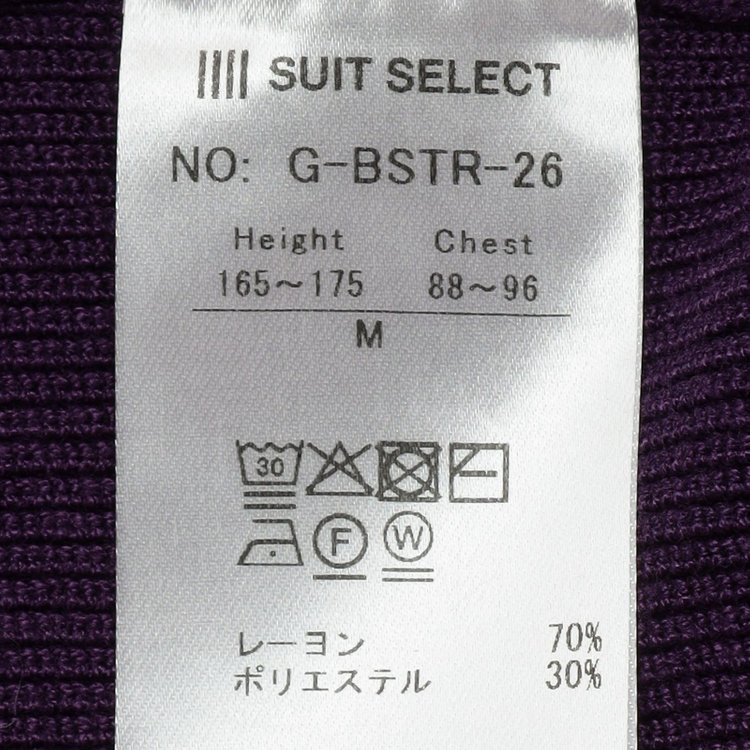 SUIT SELECT
NO: G-BSTR-26
Height Chest
165～175 88～96
M
30
F W
レーヨン 70%
ポリエステル 30%